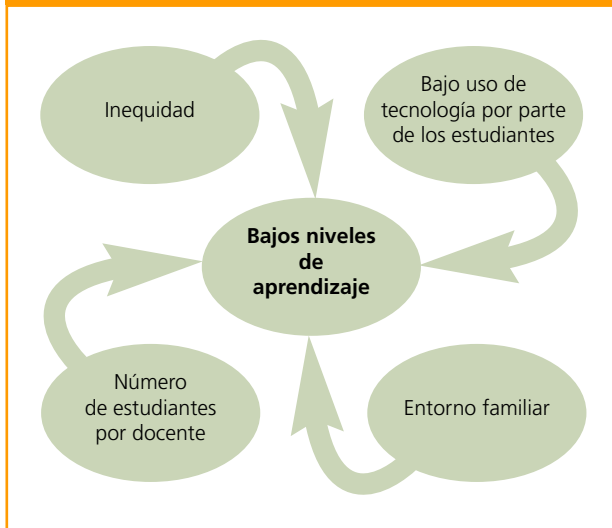 Inequidad
Bajo uso de
tecnología por parte
de los estudiantes
Bajos niveles
de
aprendizaje
Número
de estudiantes
por docente
Entorno familiar